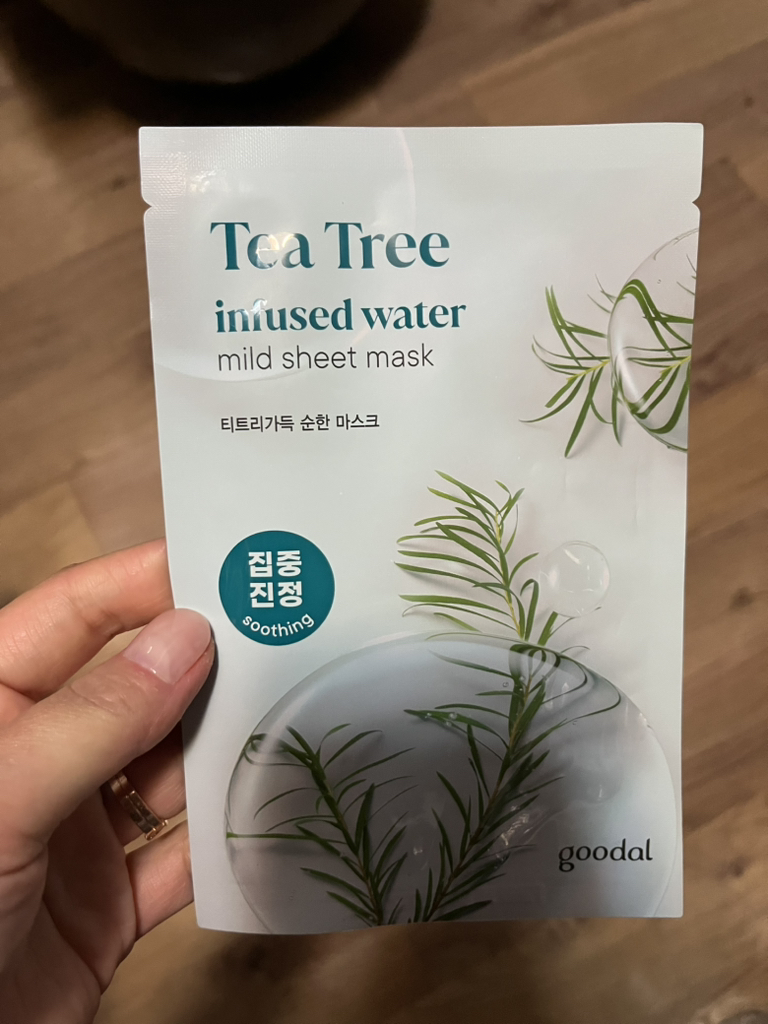 Tea Tree
infused water
mild sheet mask
티트리가득 순한 마스크
집중
진정
soothing
goodal